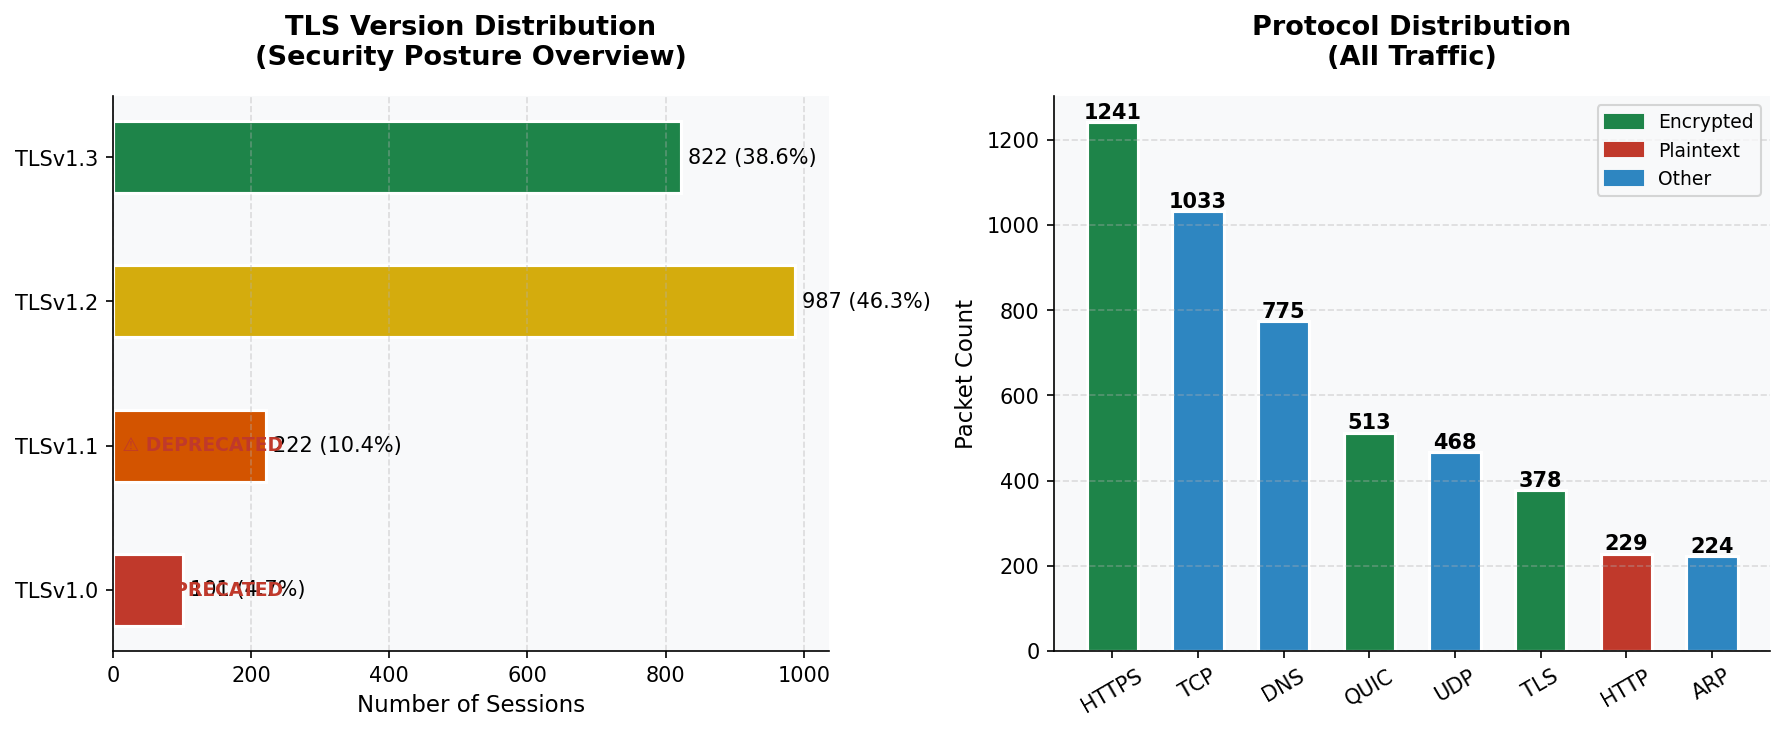 TLS Version Distribution
(Security Posture Overview)
TLSv1.3
822 (38.6%)
TLSv1.2
987 (46.3%)
TLSv1.1
⚠ DEPRECATED
222 (10.4%)
TLSv1.0
101 (4.7%)
0 200 400 600 800 1000
Number of Sessions
Protocol Distribution
(All Traffic)
Encrypted
Plaintext
Other
Packet Count
1200
1000
800
600
400
200
0
1241
1033
775
513
468
378
229
224
HTTPS TCP DNS QUIC UDP TLS HTTP ARP